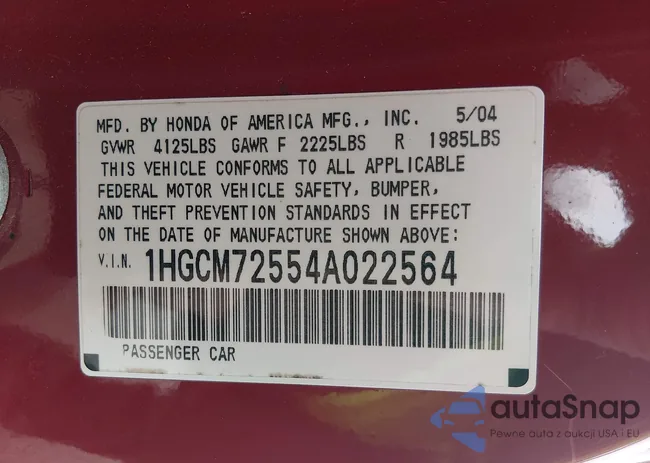 MFD. BY HONDA OF AMERICA MFG., INC. 5/04
GVWR 4125LBS GAWR F 2225LBS R 1985LBS
THIS VEHICLE CONFORMS TO ALL APPLICABLE
FEDERAL MOTOR VEHICLE SAFETY, BUMPER,
AND THEFT PREVENTION STANDARDS IN EFFECT
ON THE DATE OF MANUFACTURE SHOWN ABOVE:
V.I.N. 1HGCM72554A022564
PASSENGER CAR
autaSnap
Pewne auta z aukcji USA i EU